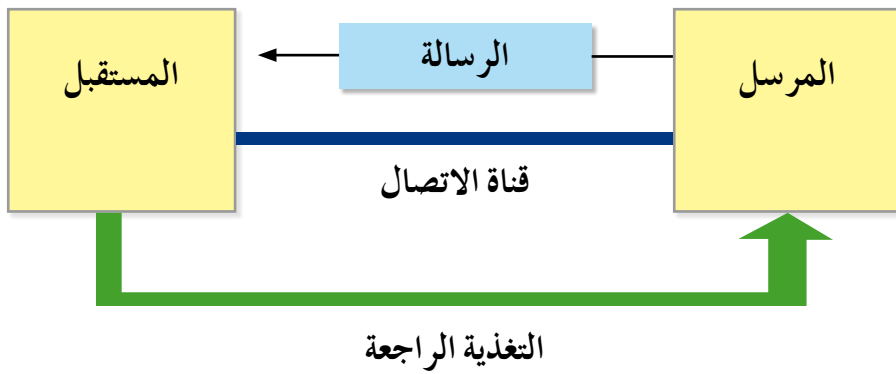 المرسل
الرسالة
المستقبل
قناة الاتصال
التغذية الراجعة